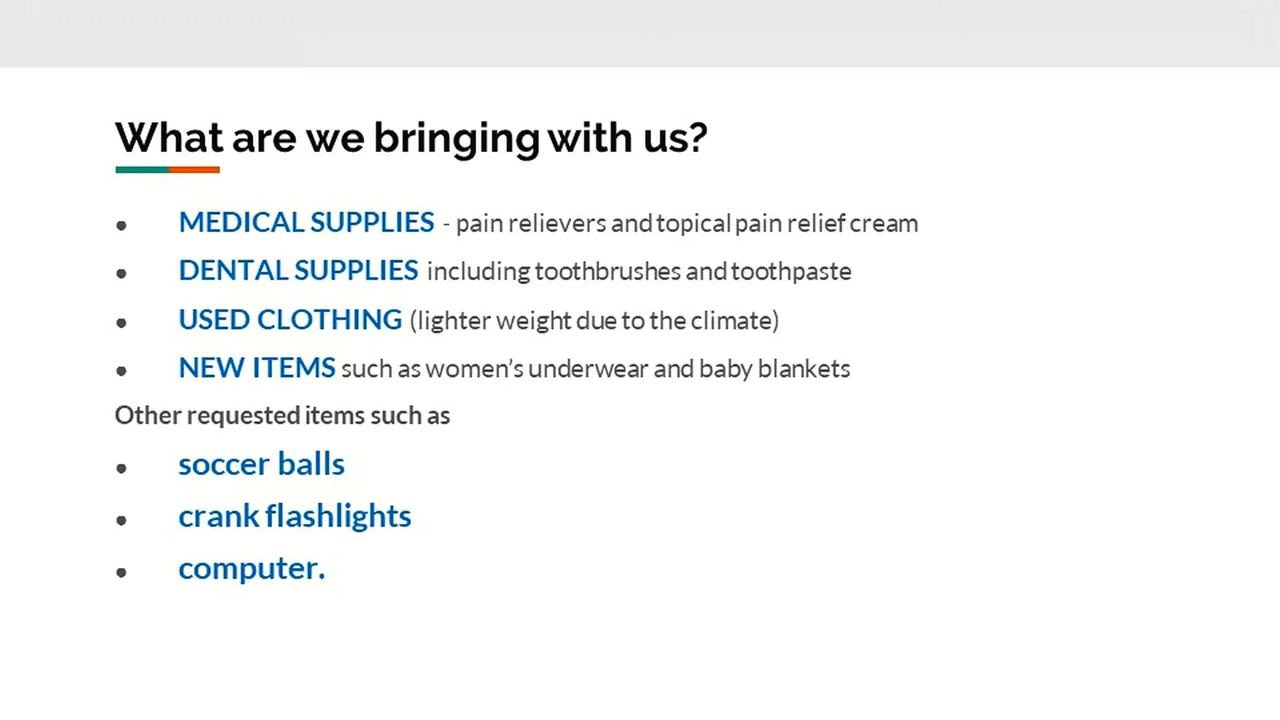 What are we bringing with us?
● MEDICAL SUPPLIES - pain relievers and topical pain relief cream
● DENTAL SUPPLIES including toothbrushes and toothpaste
● USED CLOTHING (lighter weight due to the climate)
● NEW ITEMS such as women’s underwear and baby blankets
Other requested items such as
● soccer balls
● crank flashlights
● computer.